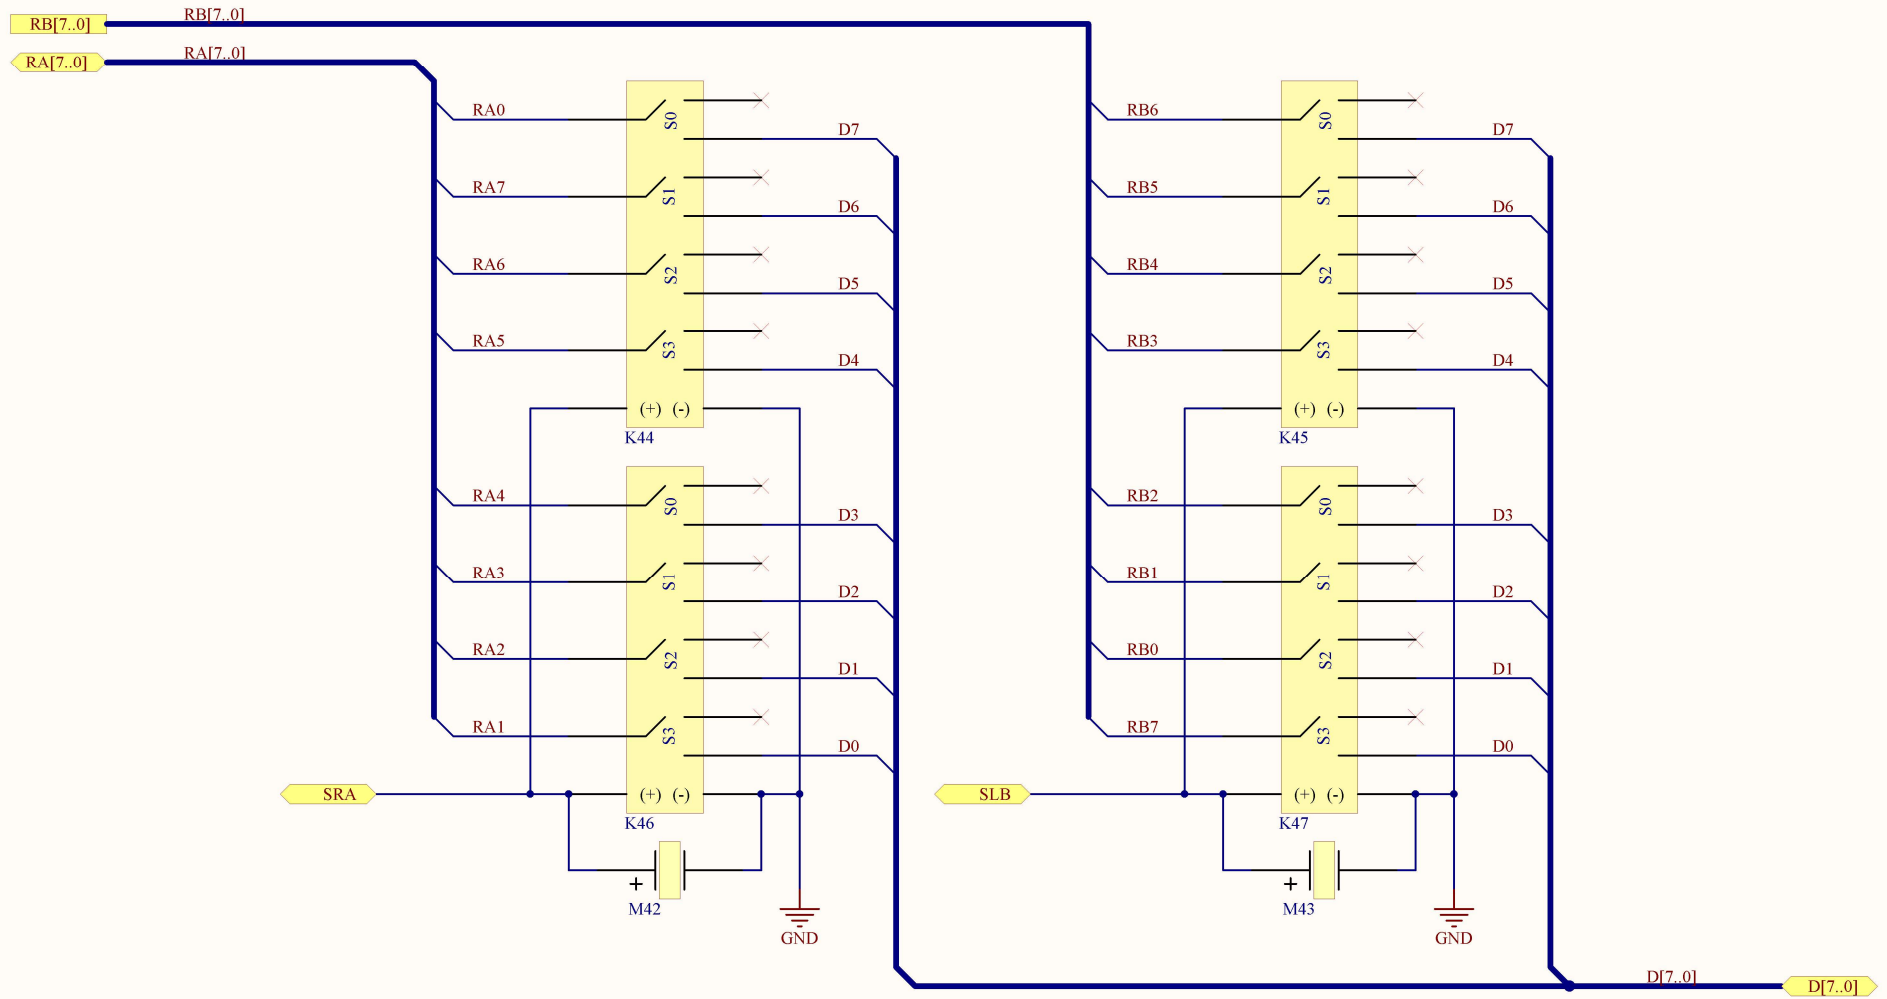 RB[7..0] RB[7..0]
RA[7..0] RA[7..0]
RA0 S0 RB6 S0
D7 D7
RA7 S1 RB5 S1
D6 D6
RA6 S2 RB4 S2
D5 D5
RA5 S3 RB3 S3
D4 D4
(+) (-) (+) (-)
K44 K45
RA4 S0 RB2 S0
D3 D3
RA3 S1 RB1 S1
D2 D2
RA2 S2 RB0 S2
D1 D1
RA1 S3 RB7 S3
D0 D0
SRA (+) (-) SLB (+) (-)
K46 K47
+ +
M42 M43
GND GND
D[7..0] D[7..0]